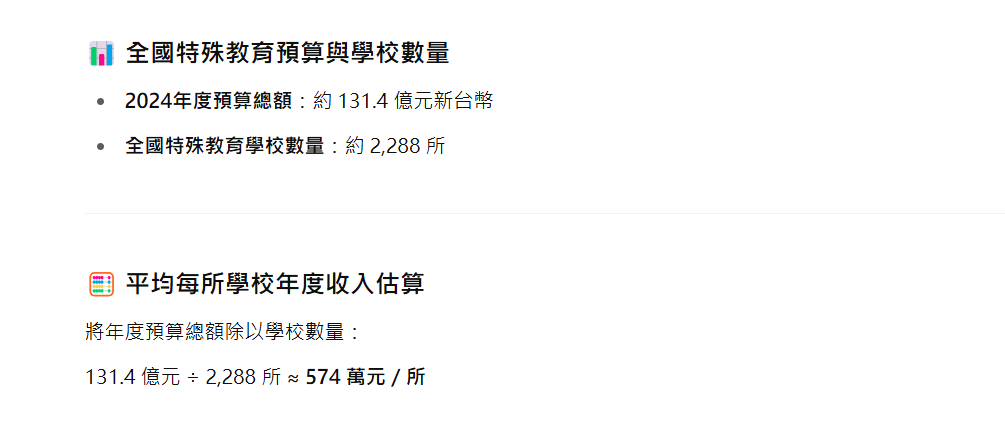 全國特殊教育預算與學校數量
2024年度預算總額：約 131.4 億元新台幣
全國特殊教育學校數量：約 2,288 所
平均每所學校年度收入估算
將年度預算總額除以學校數量：
131.4 億元 ÷ 2,288 所 ≈ 574 萬元 / 所